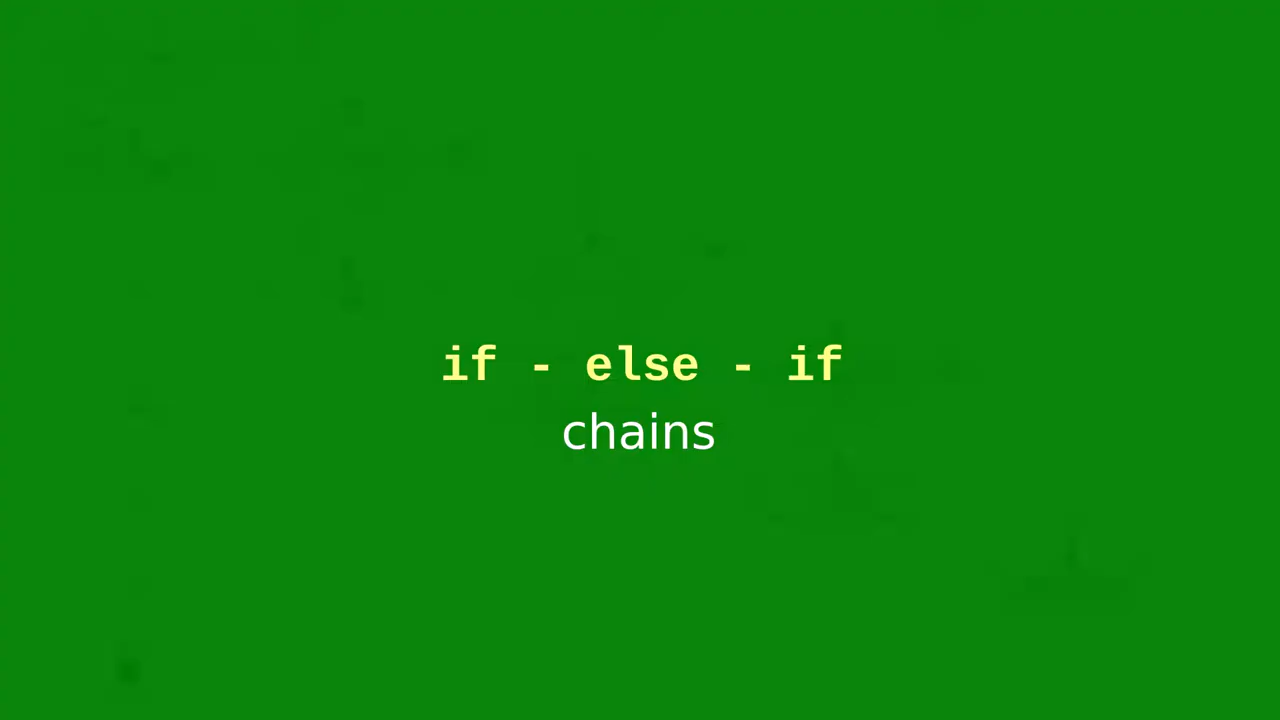 if - else - if
chains